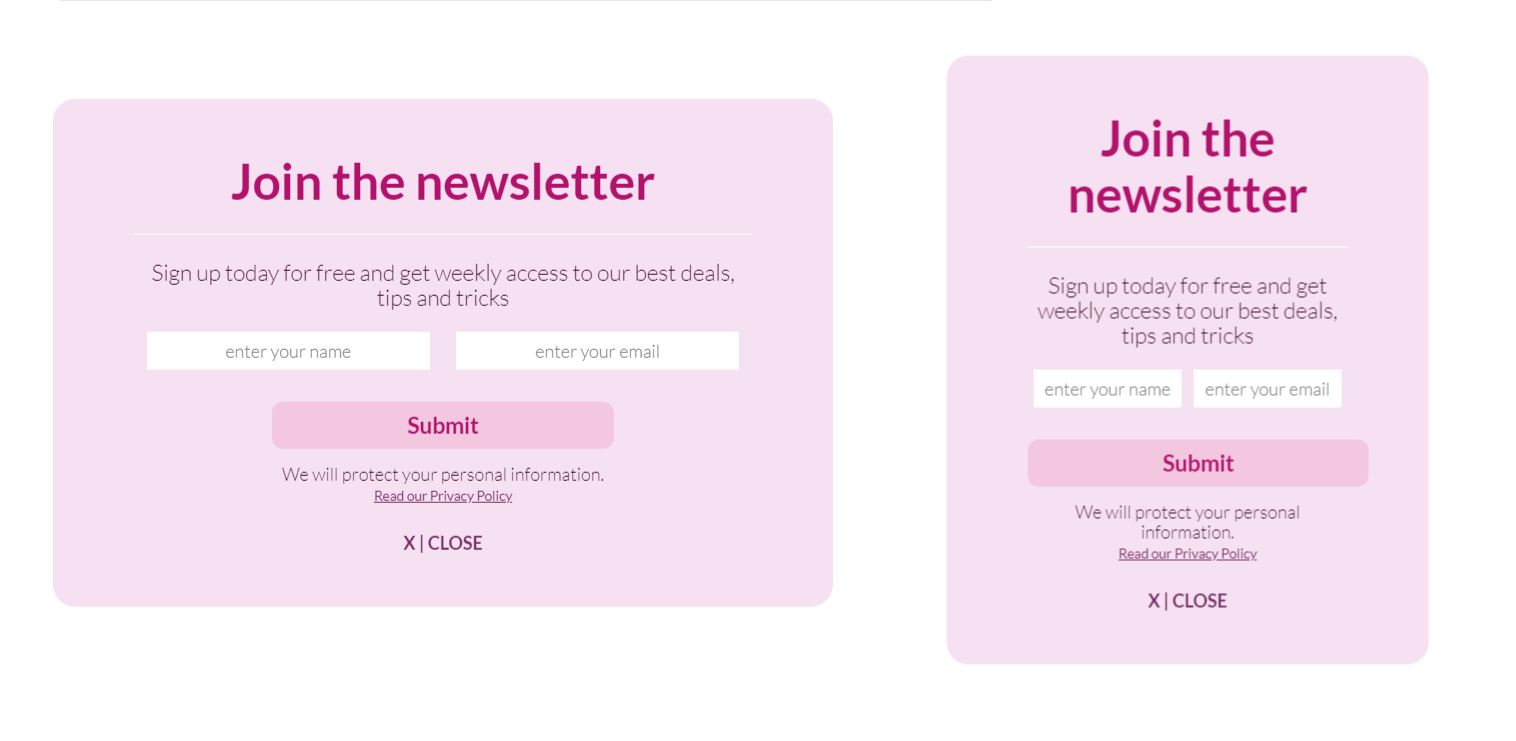 Join the newsletter
Sign up today for free and get weekly access to our best deals,
tips and tricks
enter your name
enter your email
Submit
We will protect your personal information.
Read our Privacy Policy
X | CLOSE
Join the
newsletter
Sign up today for free and get
weekly access to our best deals,
tips and tricks
enter your name
enter your email
Submit
We will protect your personal
information.
Read our Privacy Policy
X | CLOSE